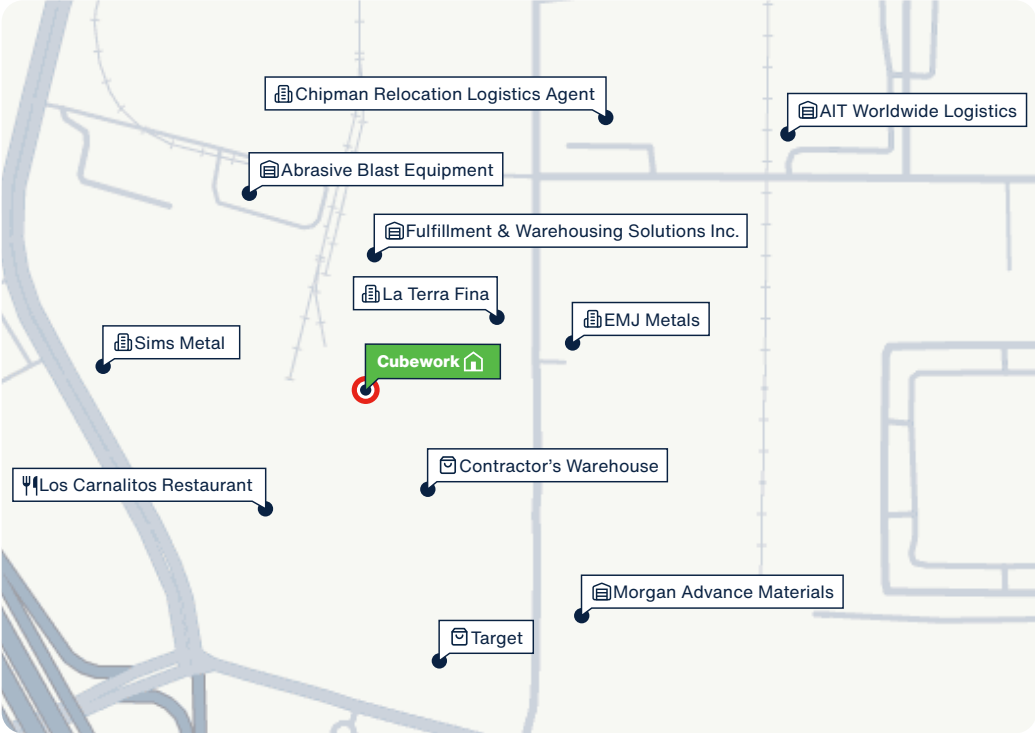 Chipman Relocation Logistics Agent
AIT Worldwide Logistics
Abrasive Blast Equipment
Fulfillment & Warehousing Solutions Inc.
La Terra Fina
EMJ Metals
Sims Metal
Cubework
Contractor’s Warehouse
Los Carnalitos Restaurant
Morgan Advance Materials
Target